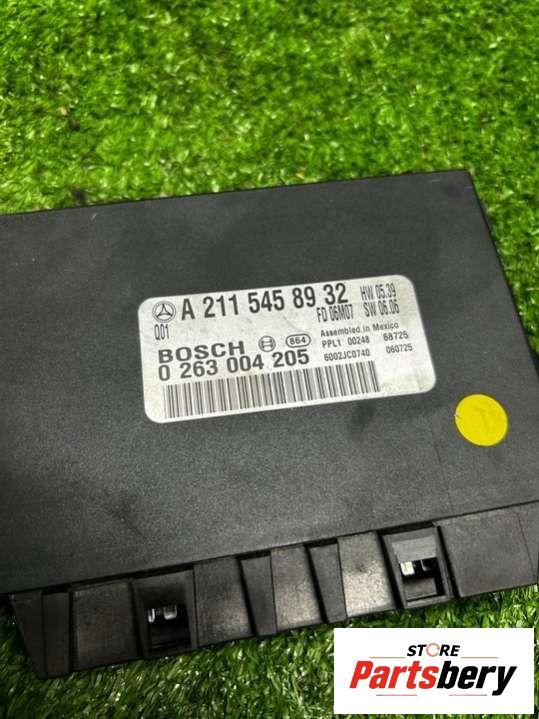 A 211 545 89 32 HW 05.39
Q01 FD 06M07 SW 06.06
BOSCH 864 Assembled in Mexico
0 263 004 205 PPL1 00248 68725
6002JC0740 060725
STORE
Partsbery